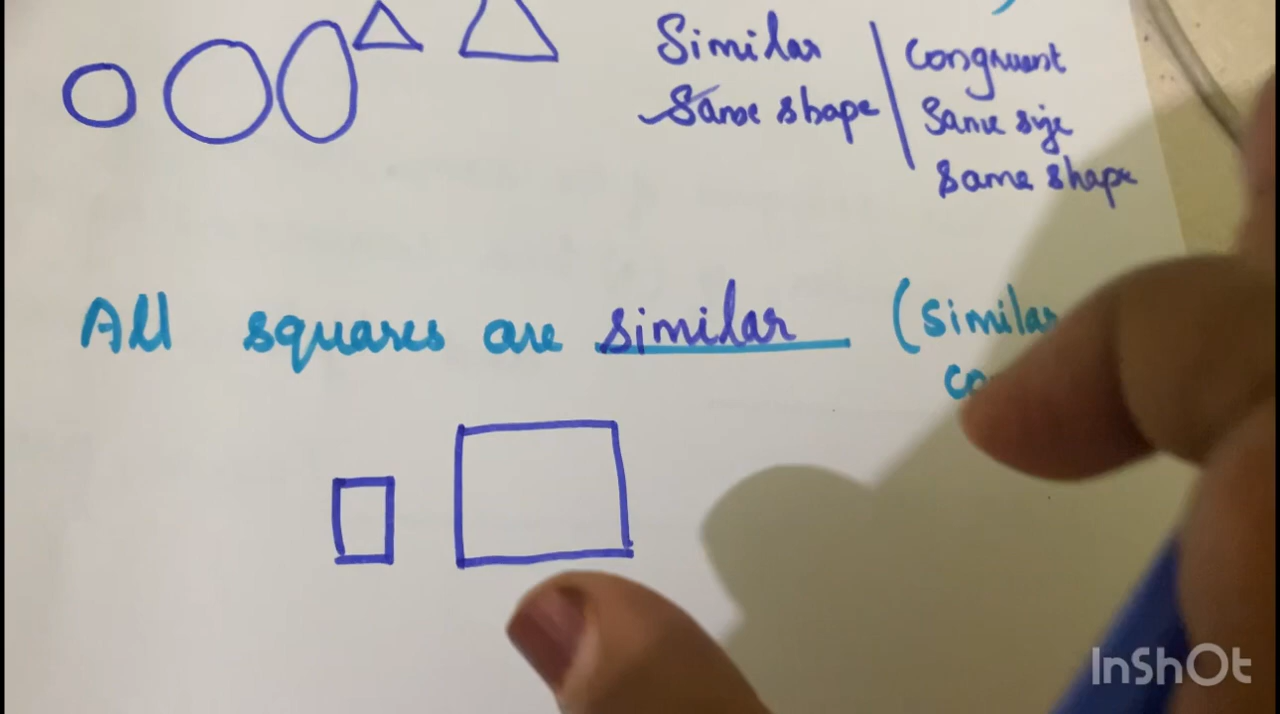 Similar
Same shape
Congruent
Same size
Same shape
All squares are similar (similar
InShOt